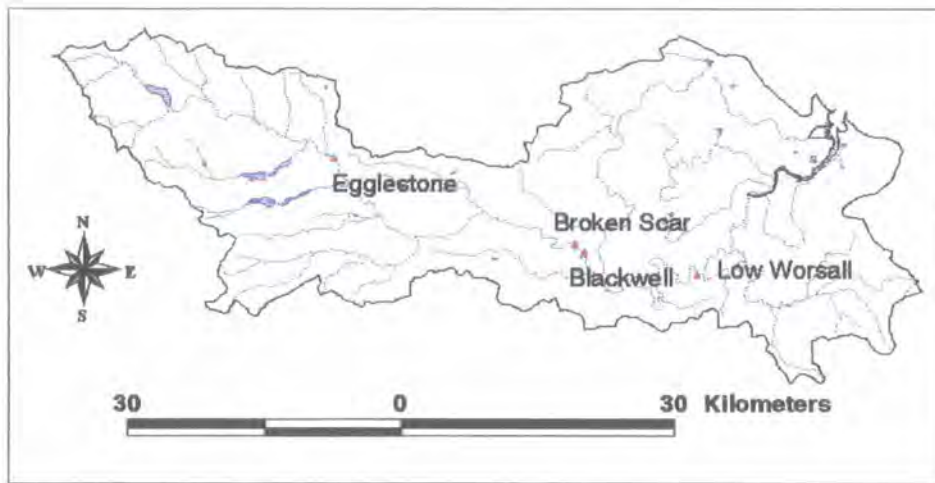 Egglestone
Broken Scar
Blackwell
Low Worsall
N
W E
S
30 0 30 Kilometers